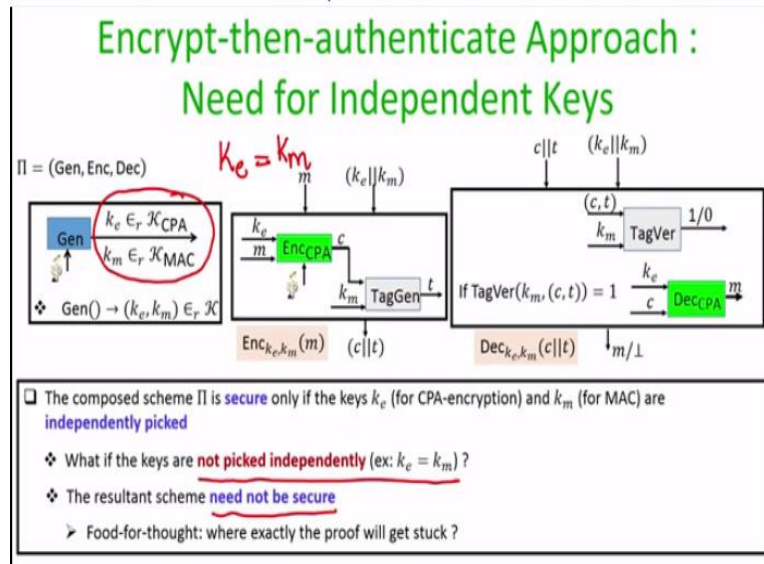 Encrypt-then-authenticate Approach :
Need for Independent Keys
Π = (Gen, Enc, Dec)
Kₑ = Kₘ
m
(kₑ||kₘ)
c||t
(kₑ||kₘ)
Gen
kₑ ∈ᵣ 𝒦CPA
kₘ ∈ᵣ 𝒦MAC
❖ Gen() → (kₑ, kₘ) ∈ᵣ 𝒦
kₑ
m
EncCPA
c
kₘ
TagGen
t
Encₖₑ,ₖₘ(m)
(c||t)
(c, t)
kₘ
TagVer
1/0
If TagVer(kₘ, (c, t)) = 1
kₑ
c
DecCPA
m
Decₖₑ,ₖₘ(c||t)
m/⊥
❑ The composed scheme Π is secure only if the keys kₑ (for CPA-encryption) and kₘ (for MAC) are
independently picked
❖ What if the keys are not picked independently (ex: kₑ = kₘ) ?
❖ The resultant scheme need not be secure
➢ Food-for-thought: where exactly the proof will get stuck ?